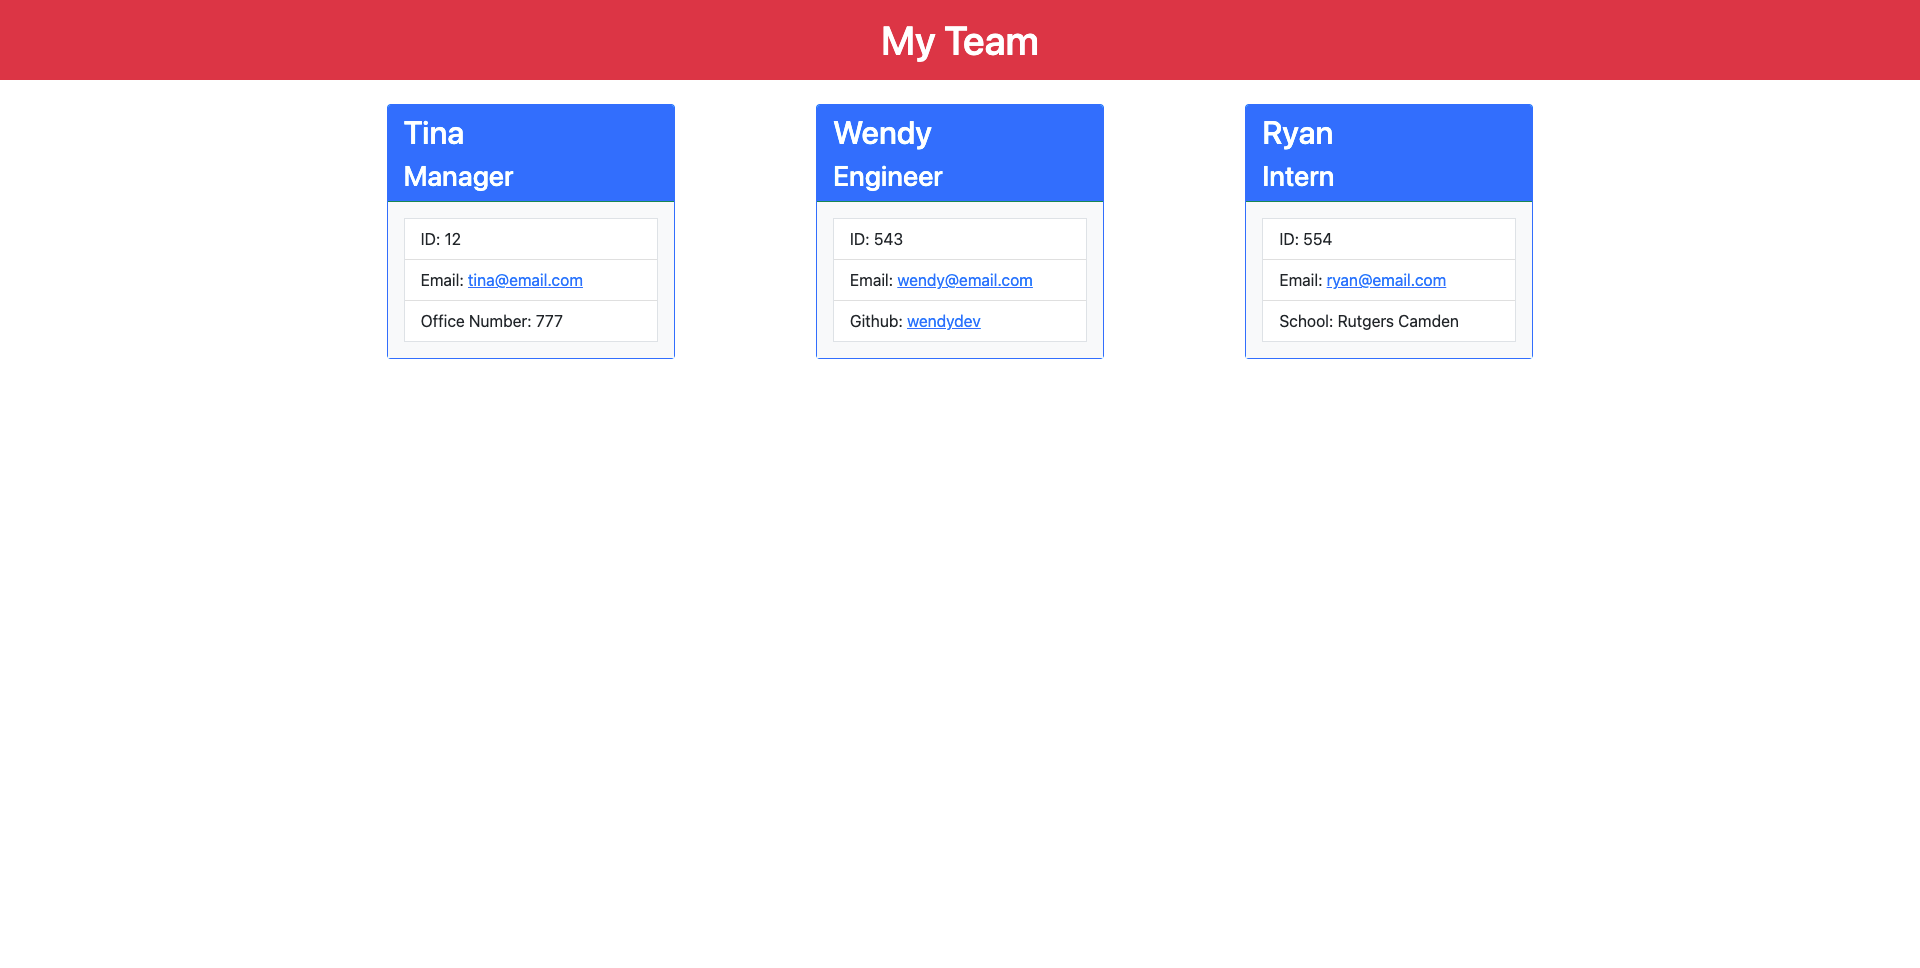 My Team
Tina
Manager
ID: 12
Email: tina@email.com
Office Number: 777
Wendy
Engineer
ID: 543
Email: wendy@email.com
Github: wendydev
Ryan
Intern
ID: 554
Email: ryan@email.com
School: Rutgers Camden